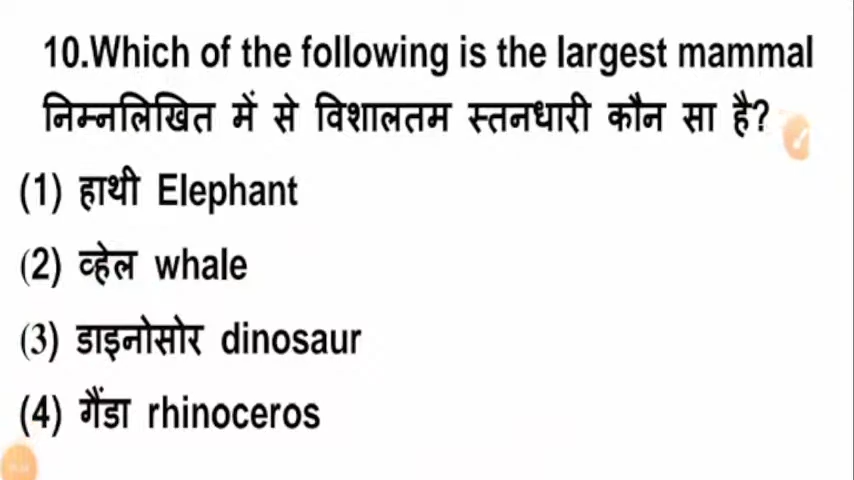 10.Which of the following is the largest mammal
निम्नलिखित में से विशालतम स्तनधारी कौन सा है?
(1) हाथी Elephant
(2) व्हेल whale
(3) डाइनोसोर dinosaur
(4) गैंडा rhinoceros